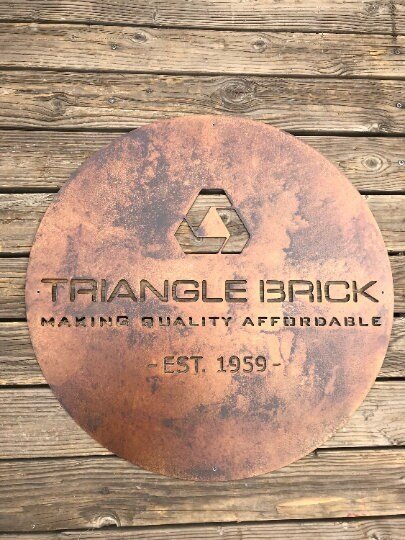 TRIANGLE BRICK
MAKING QUALITY AFFORDABLE
- EST. 1959 -